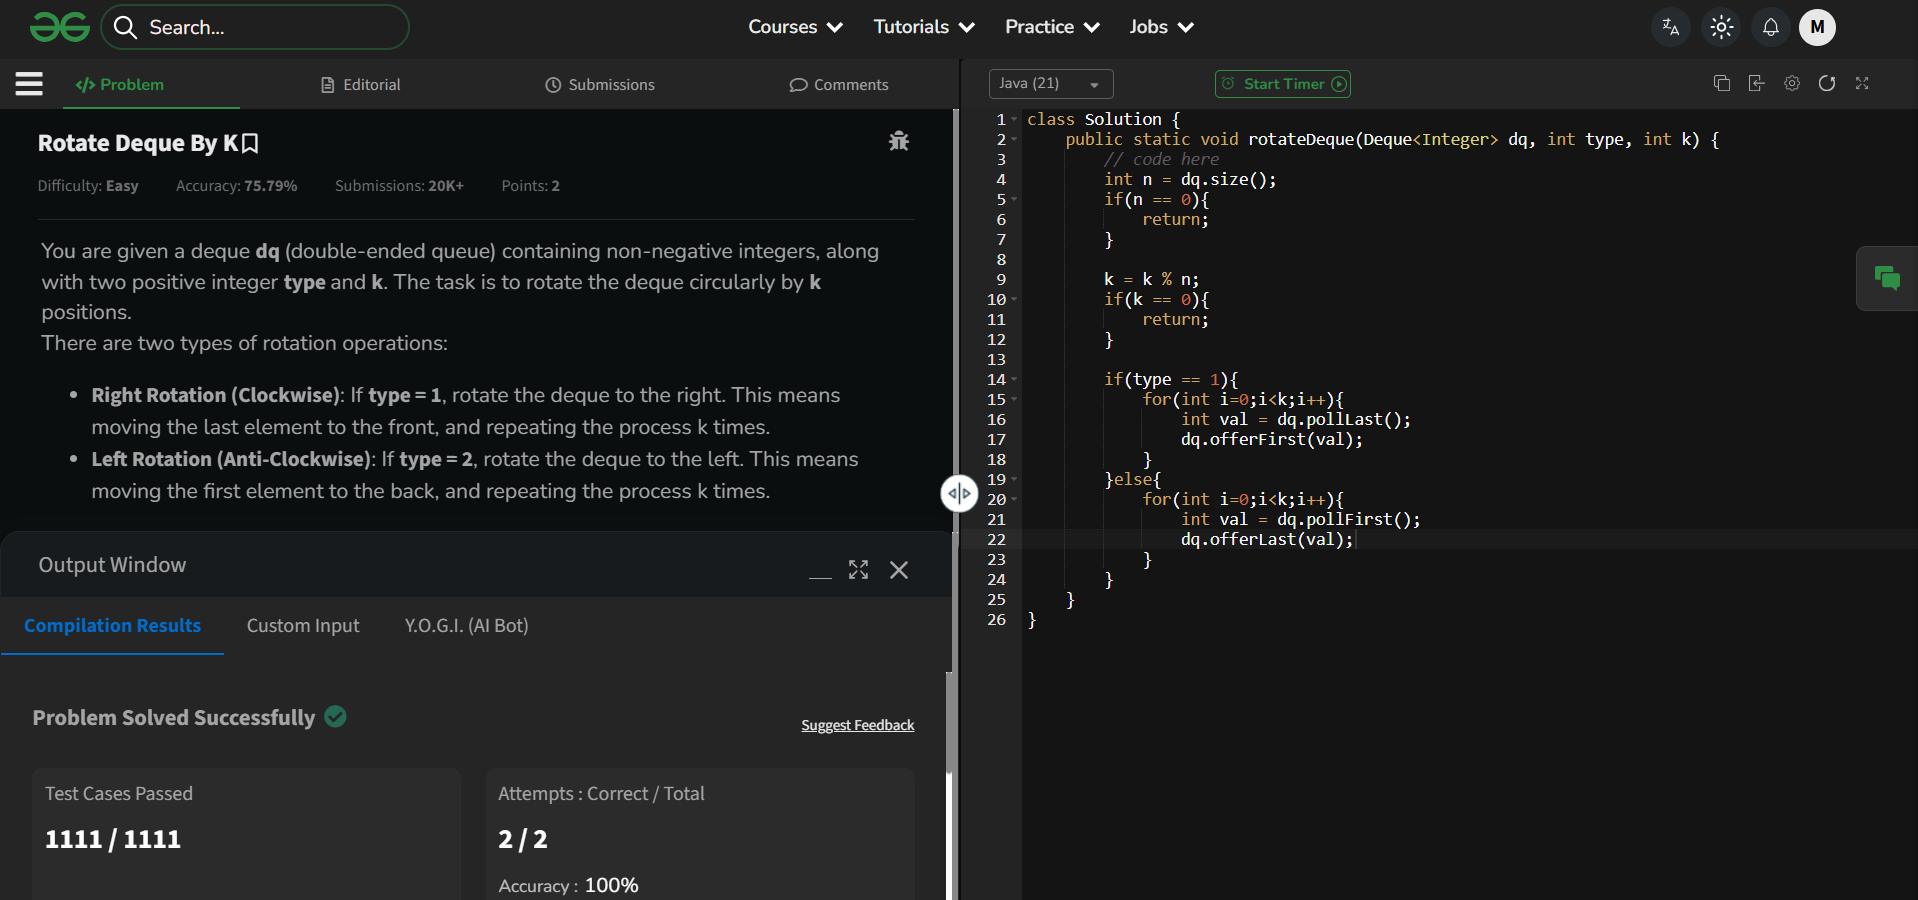 Search...
Courses Tutorials Practice Jobs
M
Problem Editorial Submissions Comments
Rotate Deque By K
Difficulty: Easy Accuracy: 75.79% Submissions: 20K+ Points: 2
You are given a deque dq (double-ended queue) containing non-negative integers, along
with two positive integer type and k. The task is to rotate the deque circularly by k
positions.
There are two types of rotation operations:
• Right Rotation (Clockwise): If type = 1, rotate the deque to the right. This means
moving the last element to the front, and repeating the process k times.
• Left Rotation (Anti-Clockwise): If type = 2, rotate the deque to the left. This means
moving the first element to the back, and repeating the process k times.
Output Window
Compilation Results Custom Input Y.O.G.I. (AI Bot)
Problem Solved Successfully
Suggest Feedback
Test Cases Passed
1111 / 1111
Attempts : Correct / Total
2 / 2
Accuracy : 100%
Java (21) Start Timer
1 class Solution {
2 public static void rotateDeque(Deque<Integer> dq, int type, int k) {
3 // code here
4 int n = dq.size();
5 if(n == 0){
6 return;
7 }
8
9 k = k % n;
10 if(k == 0){
11 return;
12 }
13
14 if(type == 1){
15 for(int i=0;i<k;i++){
16 int val = dq.pollLast();
17 dq.offerFirst(val);
18 }
19 }else{
20 for(int i=0;i<k;i++){
21 int val = dq.pollFirst();
22 dq.offerLast(val);
23 }
24 }
25 }
26 }